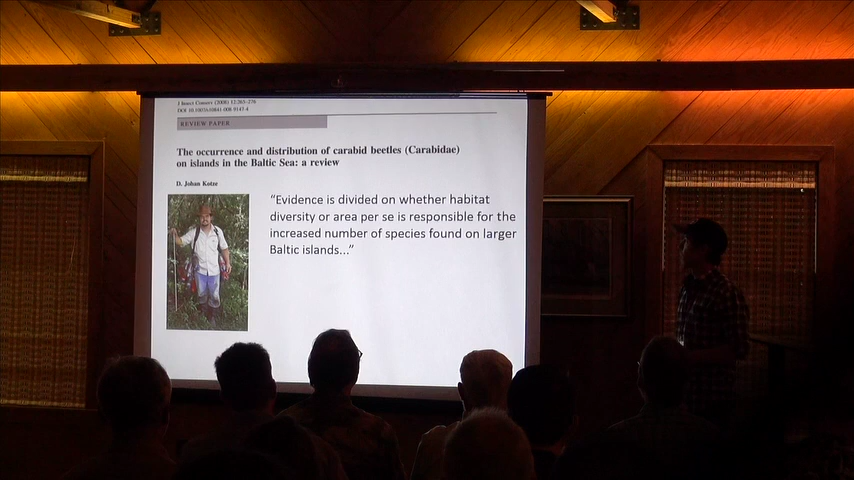 J Insect Conserv (2008) 12:265–276
REVIEW PAPER
The occurrence and distribution of carabid beetles (Carabidae)
on islands in the Baltic Sea: a review
D. Johan Kotze
“Evidence is divided on whether habitat
diversity or area per se is responsible for the
increased number of species found on larger
Baltic islands...”